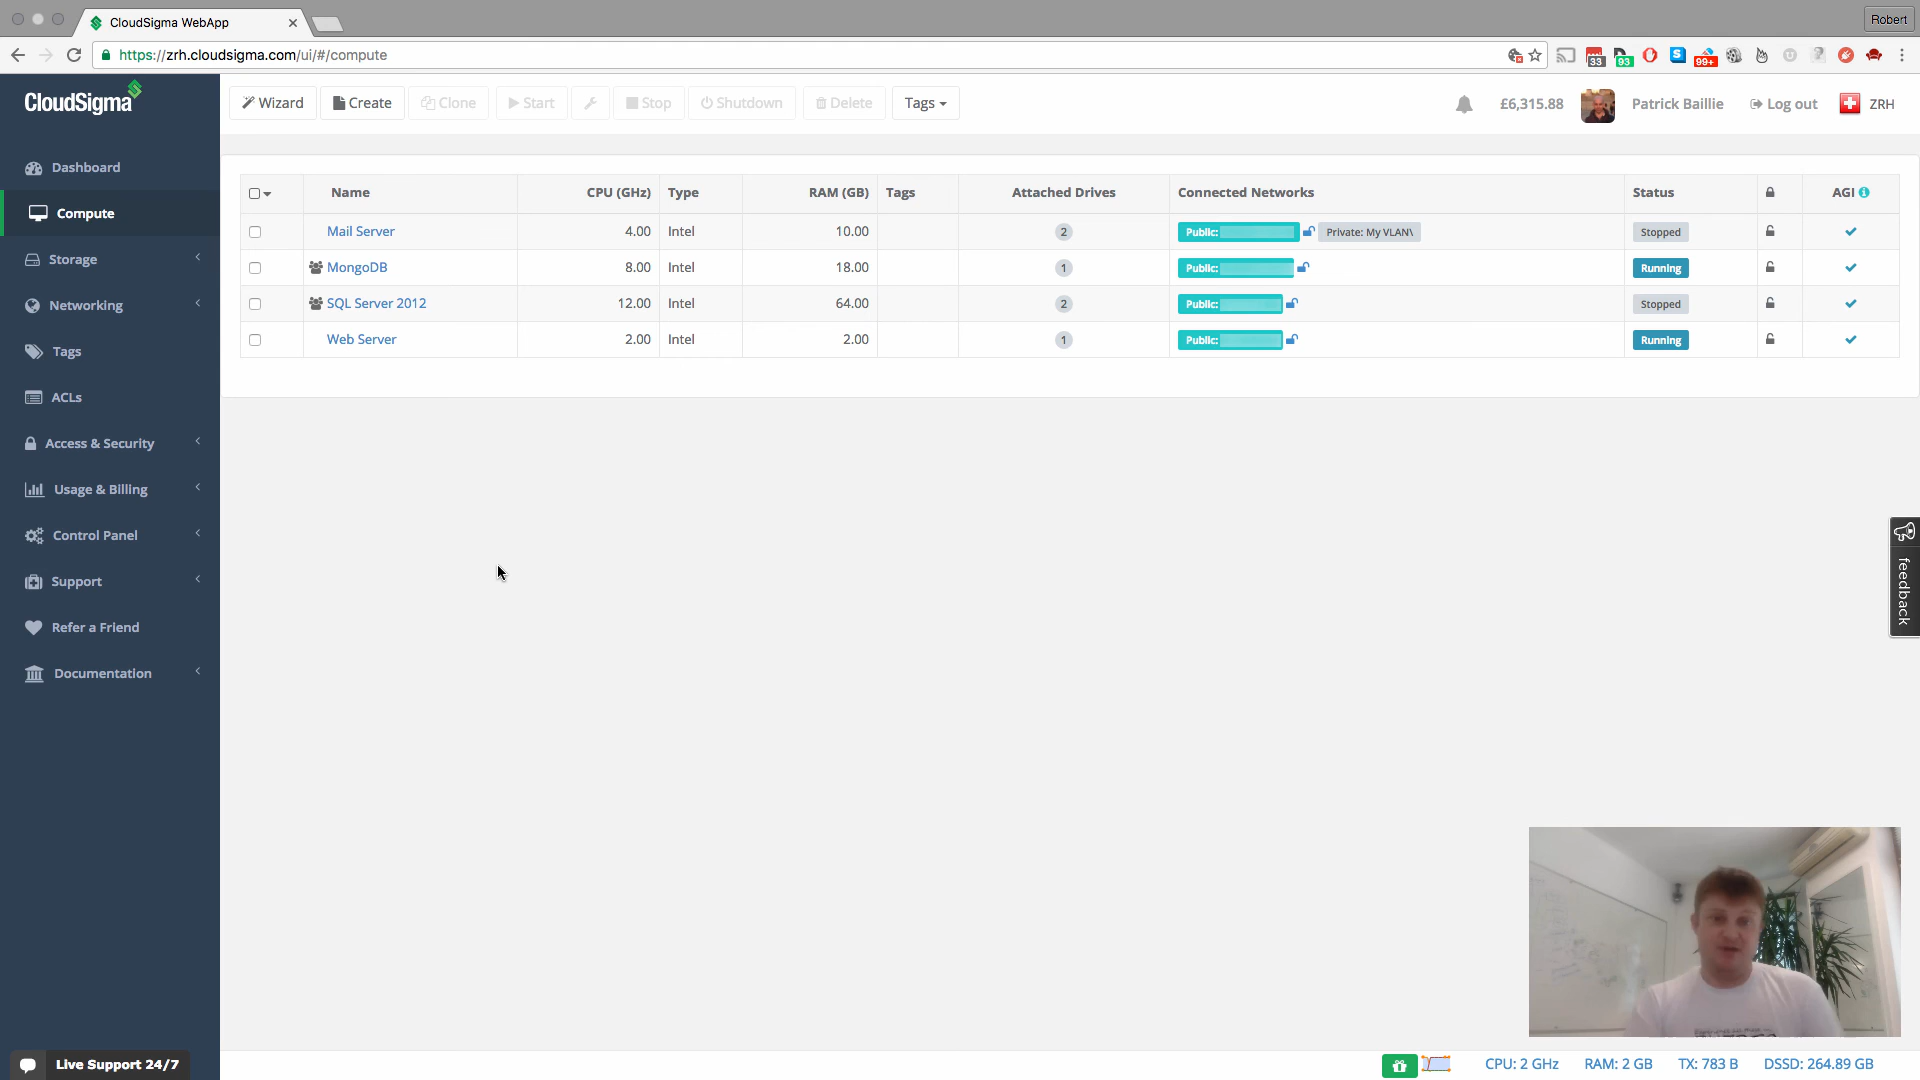 CloudSigma WebApp
Robert
https://zrh.cloudsigma.com/ui/#/compute
33
93
S
99+
CloudSigma
Wizard
Create
Clone
Start
Stop
Shutdown
Delete
Tags
£6,315.88
Patrick Baillie
Log out
ZRH
Dashboard
Compute
Storage
Networking
Tags
ACLs
Access & Security
Usage & Billing
Control Panel
Support
Refer a Friend
Documentation
Name CPU (GHz) Type RAM (GB) Tags Attached Drives Connected Networks Status AGI
Mail Server 4.00 Intel 10.00 2 Public: Private: My VLAN\ Stopped
MongoDB 8.00 Intel 18.00 1 Public: Running
SQL Server 2012 12.00 Intel 64.00 2 Public: Stopped
Web Server 2.00 Intel 2.00 1 Public: Running
feedback
Live Support 24/7
CPU: 2 GHz RAM: 2 GB TX: 783 B DSSD: 264.89 GB